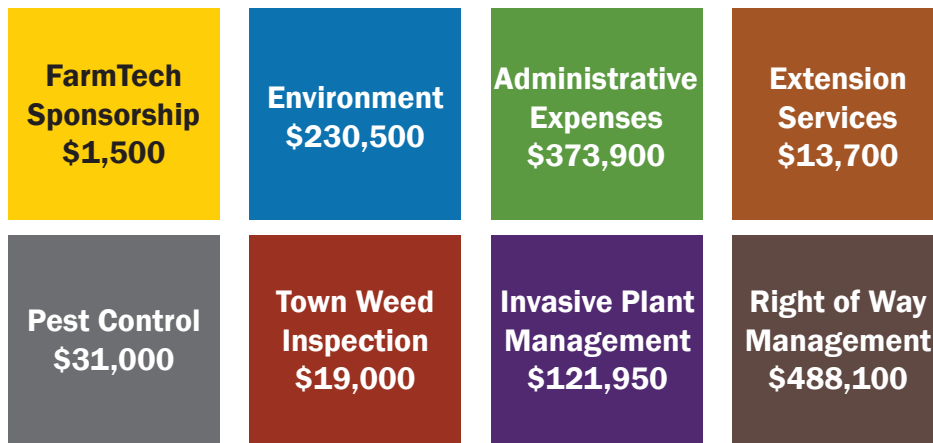 FarmTech
Sponsorship
$1,500
Environment
$230,500
Administrative
Expenses
$373,900
Extension
Services
$13,700
Pest Control
$31,000
Town Weed
Inspection
$19,000
Invasive Plant
Management
$121,950
Right of Way
Management
$488,100